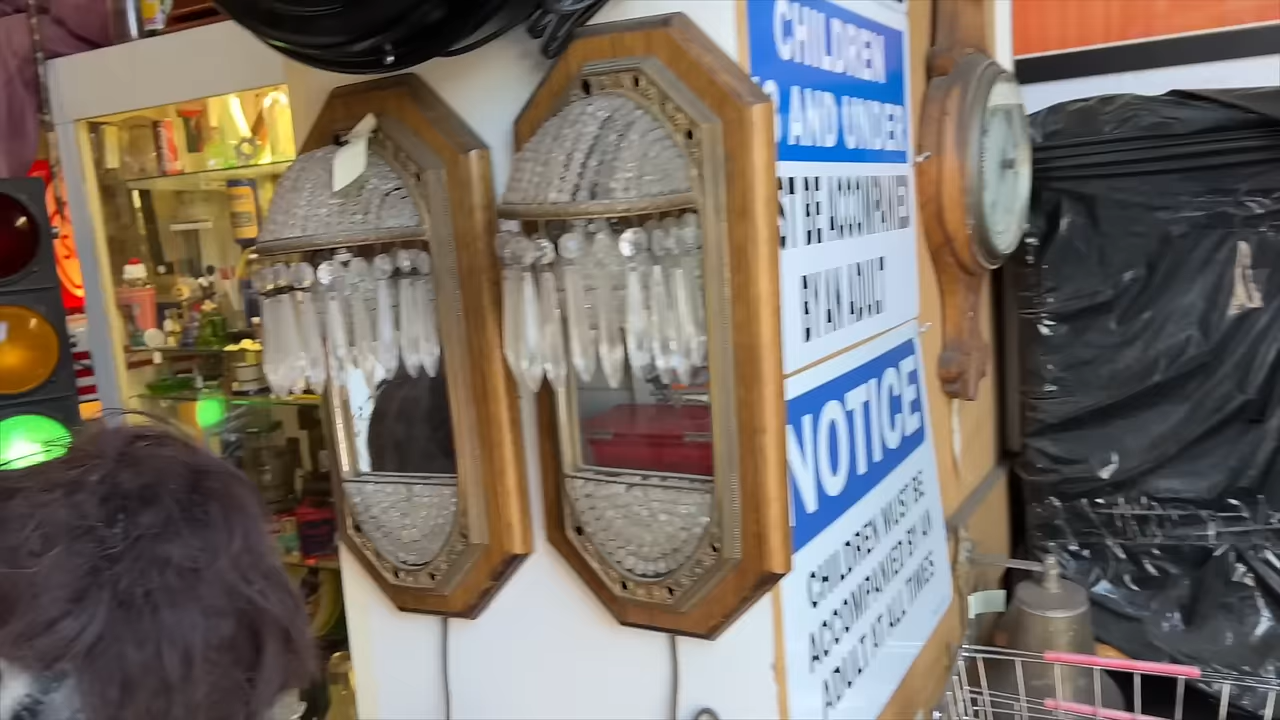 CHILDREN
AND UNDER
BE ACCOMPANIED
BY AN ADULT
NOTICE
CHILDREN MUST BE
ACCOMPANIED BY AN
ADULT AT ALL TIMES